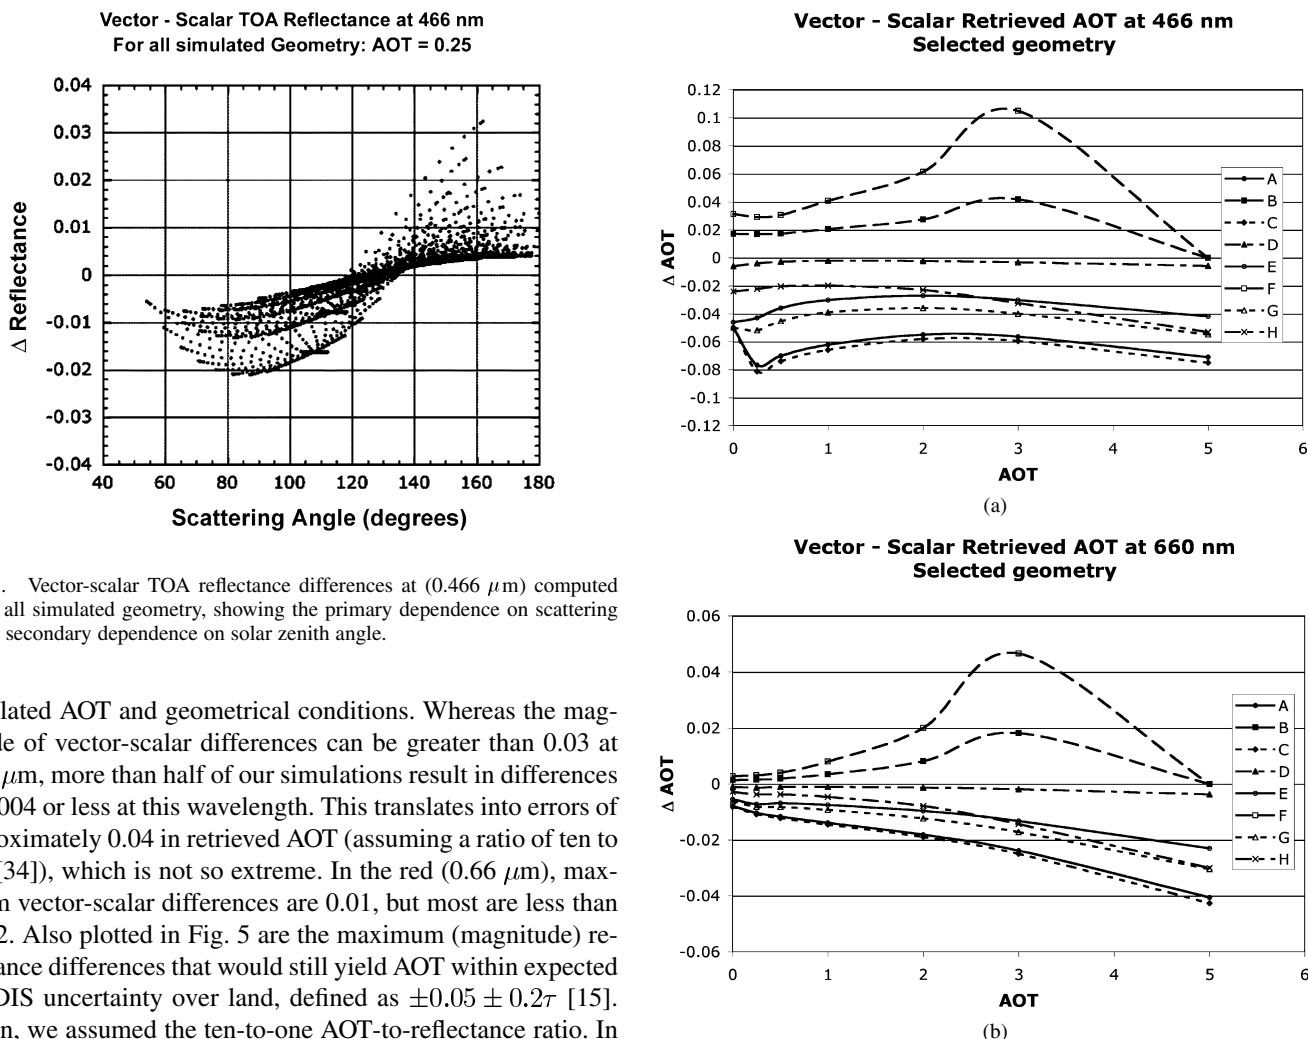 Vector - Scalar TOA Reflectance at 466 nm
For all simulated Geometry: AOT = 0.25
Δ Reflectance
0.04
0.03
0.02
0.01
0
-0.01
-0.02
-0.03
-0.04
40 60 80 100 120 140 160 180
Scattering Angle (degrees)
. Vector-scalar TOA reflectance differences at (0.466 μm) computed
all simulated geometry, showing the primary dependence on scattering
secondary dependence on solar zenith angle.
lated AOT and geometrical conditions. Whereas the mag-
de of vector-scalar differences can be greater than 0.03 at
μm, more than half of our simulations result in differences
.004 or less at this wavelength. This translates into errors of
oximately 0.04 in retrieved AOT (assuming a ratio of ten to
[34]), which is not so extreme. In the red (0.66 μm), max-
m vector-scalar differences are 0.01, but most are less than
2. Also plotted in Fig. 5 are the maximum (magnitude) re-
ance differences that would still yield AOT within expected
DIS uncertainty over land, defined as ±0.05 ± 0.2τ [15].
n, we assumed the ten-to-one AOT-to-reflectance ratio. In
Vector - Scalar Retrieved AOT at 466 nm
Selected geometry
Δ AOT
0.12
0.1
0.08
0.06
0.04
0.02
0
-0.02
-0.04
-0.06
-0.08
-0.1
-0.12
0 1 2 3 4 5 6
AOT
A
B
C
D
E
F
G
H
(a)
Vector - Scalar Retrieved AOT at 660 nm
Selected geometry
Δ AOT
0.06
0.04
0.02
0
-0.02
-0.04
-0.06
0 1 2 3 4 5 6
AOT
A
B
C
D
E
F
G
H
(b)